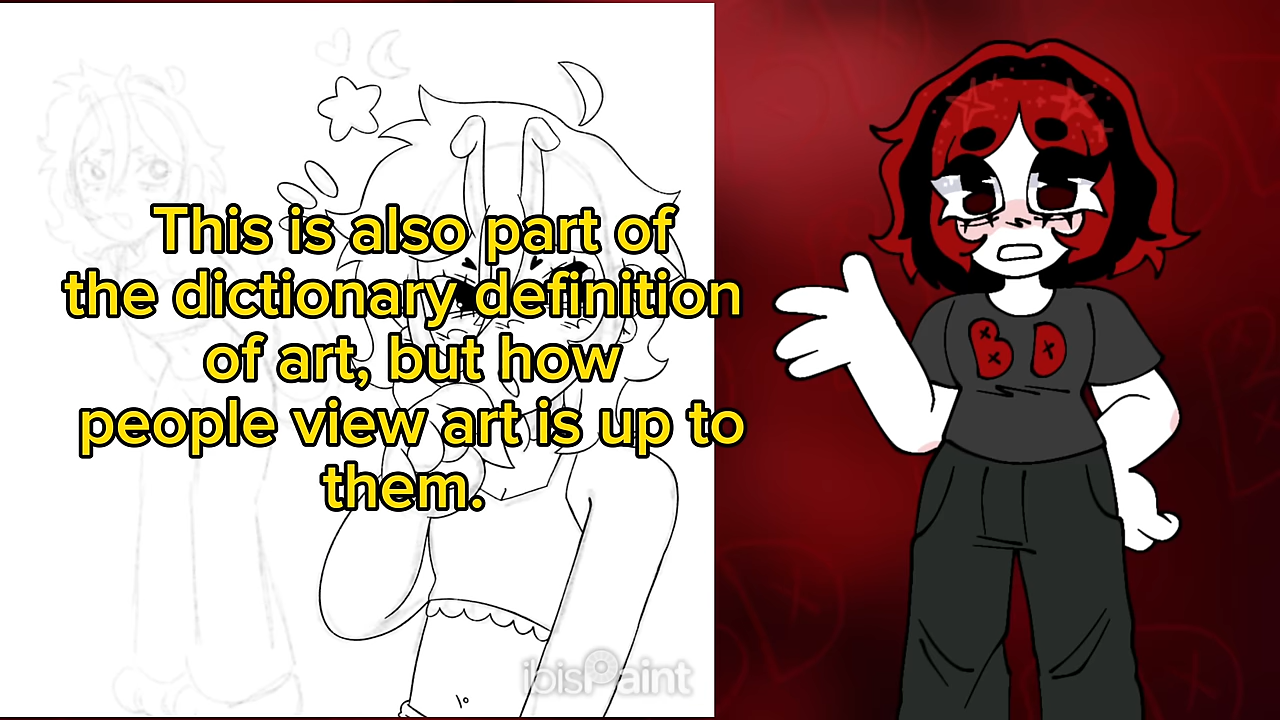 This is also part of
the dictionary definition
of art, but how
people view art is up to
them.
BD
ibisPaint